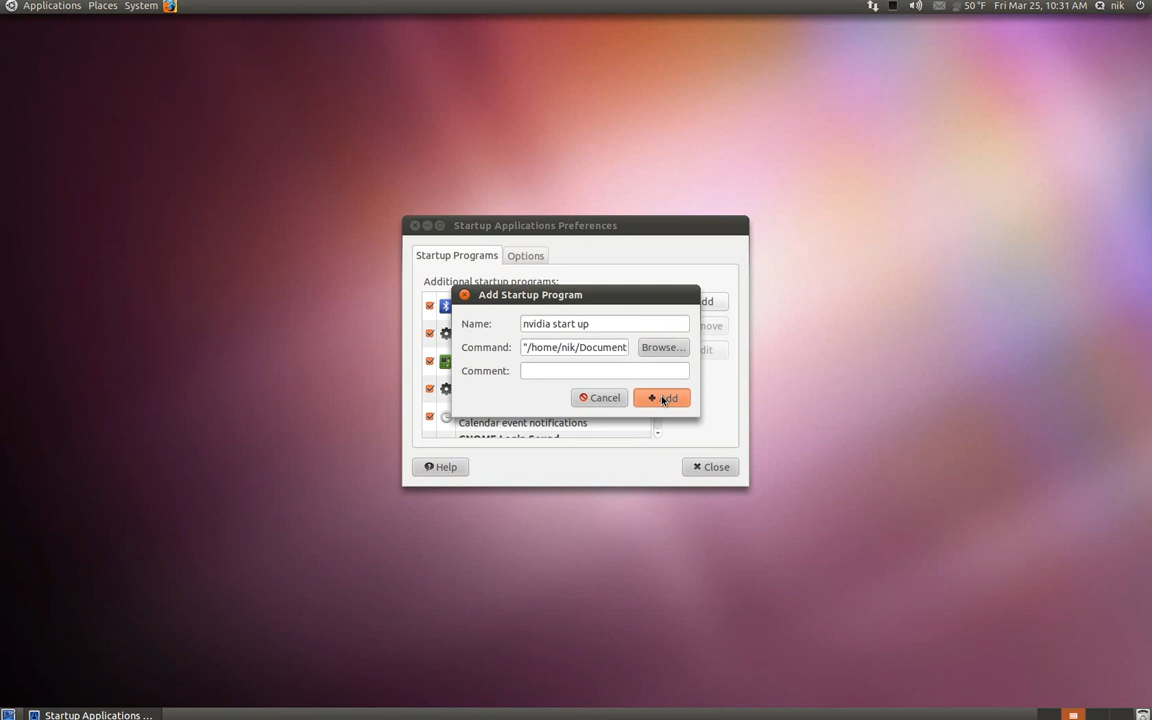 Applications Places System 50 °F Fri Mar 25, 10:31 AM nik
Startup Applications Preferences
Startup Programs Options
Additional startup programs:
Add Startup Program
Name: nvidia start up
Command: "/home/nik/Document Browse...
Comment:
Cancel
Calendar event notifications
Help Close
Startup Applications ...